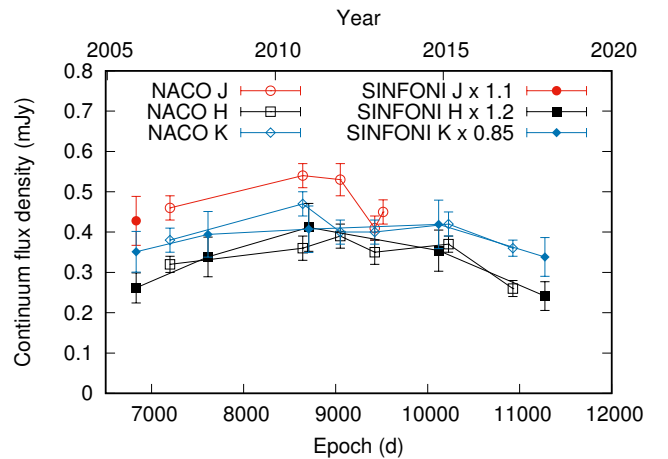 Year
2005 2010 2015 2020
0.8
0.7
0.6
0.5
0.4
0.3
0.2
0.1
0
Continuum flux density (mJy)
NACO J
NACO H
NACO K
SINFONI J x 1.1
SINFONI H x 1.2
SINFONI K x 0.85
7000 8000 9000 10000 11000 12000
Epoch (d)